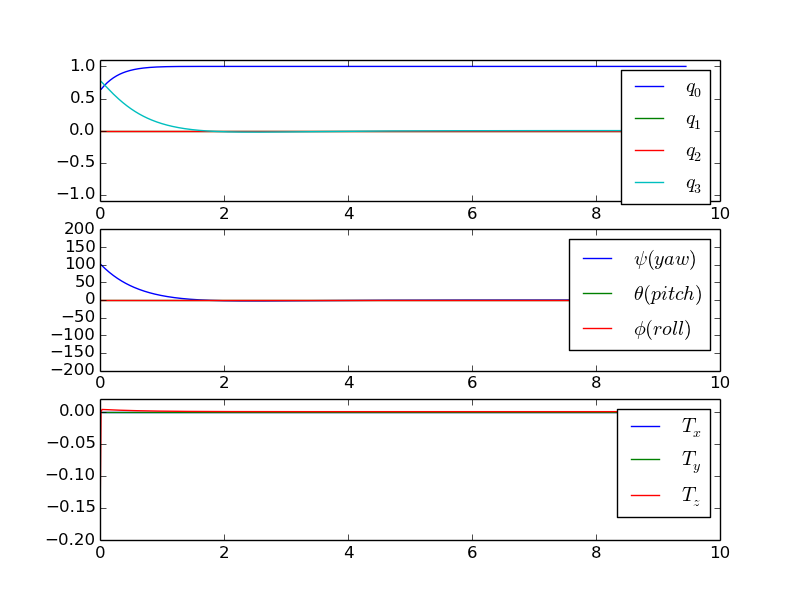 1.0
0.5
0.0
−0.5
−1.0
0 2 4 6 8 10
q₀
q₁
q₂
q₃
200
150
100
50
0
−50
−100
−150
−200
0 2 4 6 8 10
ψ(yaw)
θ(pitch)
ϕ(roll)
0.00
−0.05
−0.10
−0.15
−0.20
0 2 4 6 8 10
Tₓ
T_y
T_z